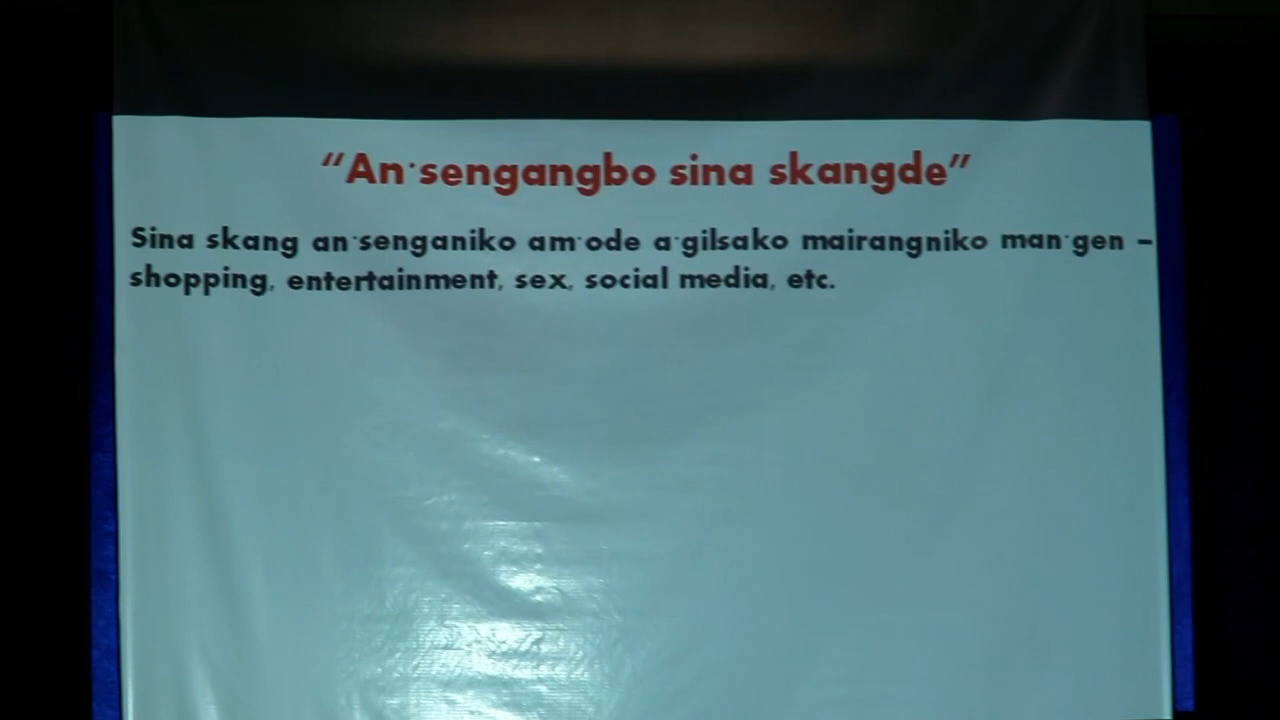 “An·sengangbo sina skangde”
Sina skang an·senganiko am·ode a·gilsako mairangniko man·gen –
shopping, entertainment, sex, social media, etc.